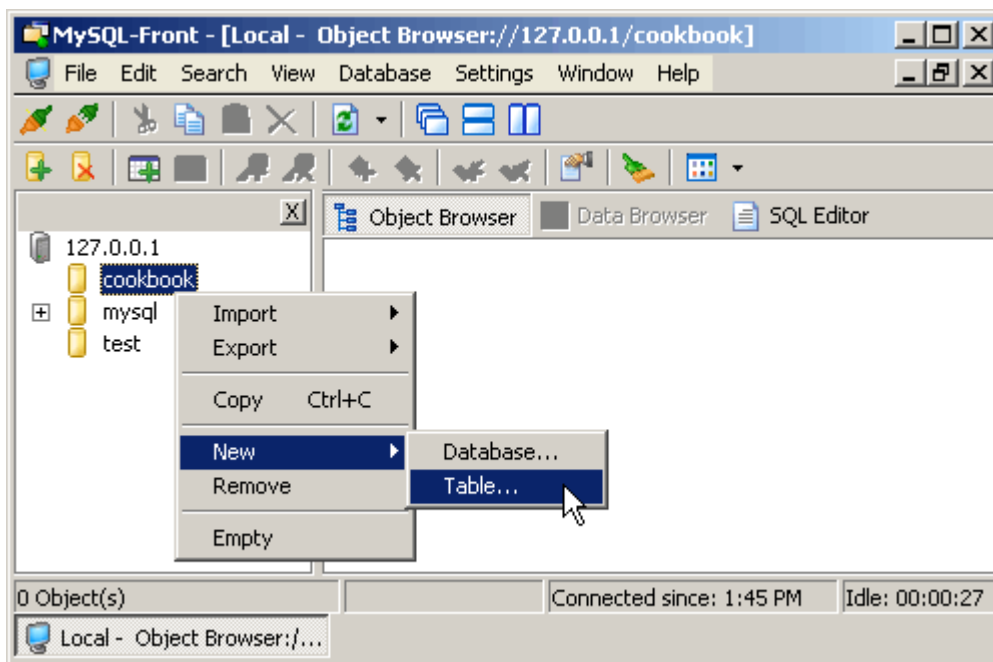 MySQL-Front - [Local -  Object Browser://127.0.0.1/cookbook]
File Edit Search View Database Settings Window Help
Object Browser Data Browser SQL Editor
127.0.0.1
cookbook
mysql
test
Import
Export
Copy Ctrl+C
New
Remove
Empty
Database...
Table...
0 Object(s) Connected since: 1:45 PM Idle: 00:00:27
Local -  Object Browser:/...